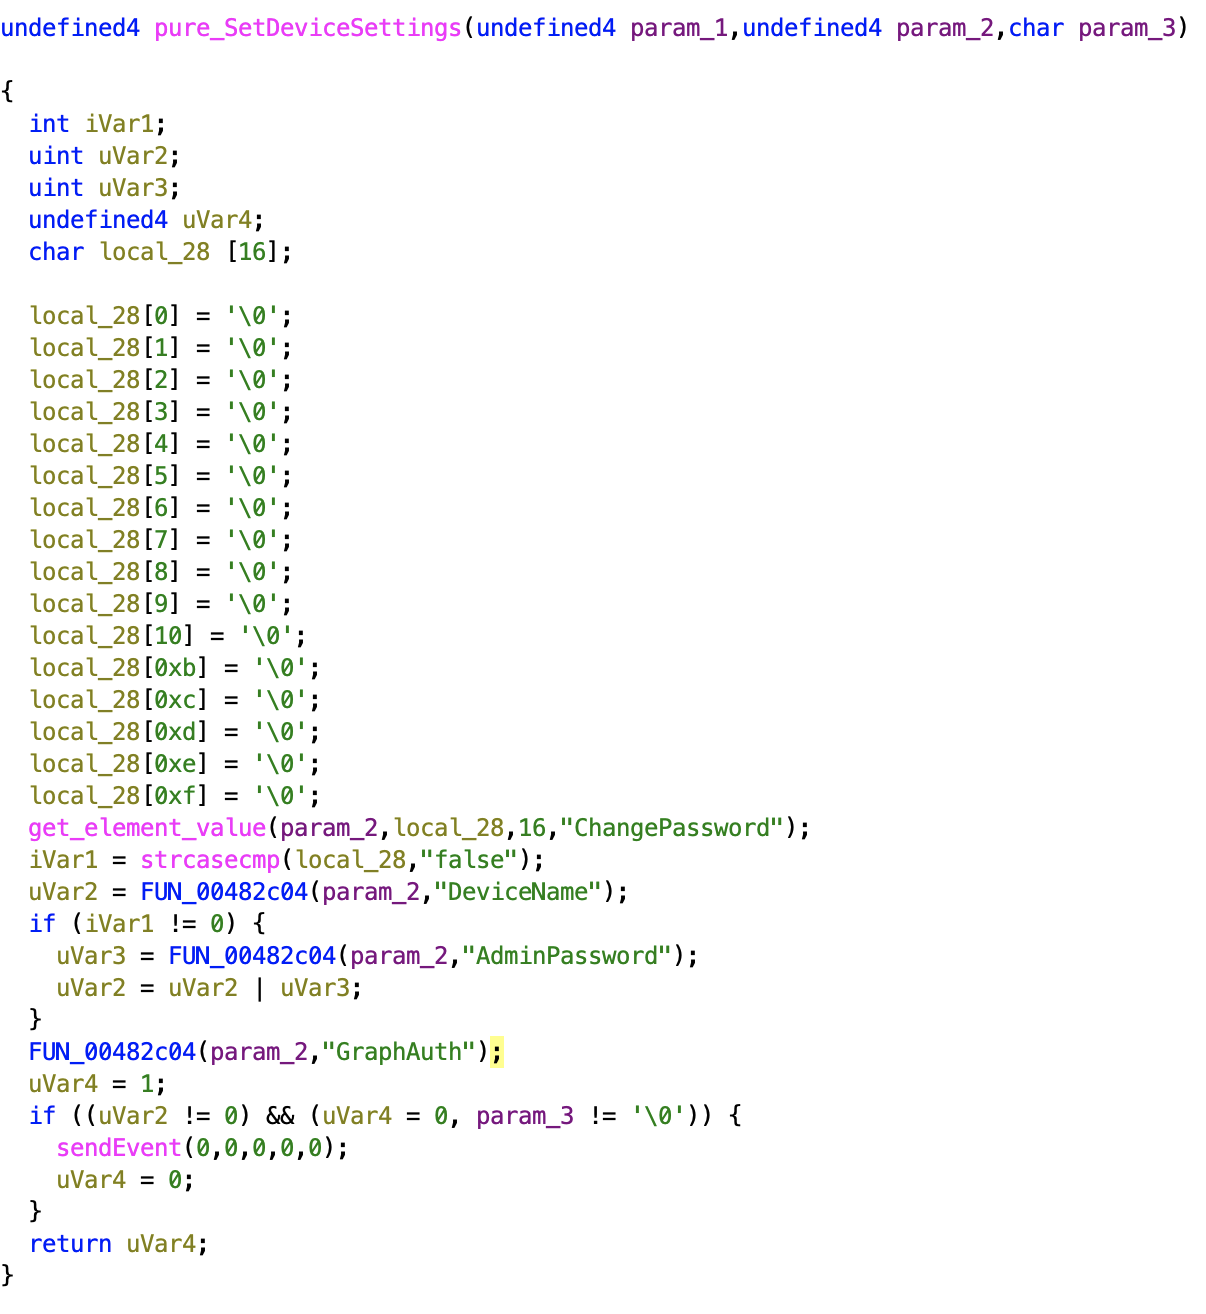 undefined4 pure_SetDeviceSettings(undefined4 param_1,undefined4 param_2,char param_3)
{
  int iVar1;
  uint uVar2;
  uint uVar3;
  undefined4 uVar4;
  char local_28 [16];
  local_28[0] = '\0';
  local_28[1] = '\0';
  local_28[2] = '\0';
  local_28[3] = '\0';
  local_28[4] = '\0';
  local_28[5] = '\0';
  local_28[6] = '\0';
  local_28[7] = '\0';
  local_28[8] = '\0';
  local_28[9] = '\0';
  local_28[10] = '\0';
  local_28[0xb] = '\0';
  local_28[0xc] = '\0';
  local_28[0xd] = '\0';
  local_28[0xe] = '\0';
  local_28[0xf] = '\0';
  get_element_value(param_2,local_28,16,"ChangePassword");
  iVar1 = strcasecmp(local_28,"false");
  uVar2 = FUN_00482c04(param_2,"DeviceName");
  if (iVar1 != 0) {
    uVar3 = FUN_00482c04(param_2,"AdminPassword");
    uVar2 = uVar2 | uVar3;
  }
  FUN_00482c04(param_2,"GraphAuth");
  uVar4 = 1;
  if ((uVar2 != 0) && (uVar4 = 0, param_3 != '\0')) {
    sendEvent(0,0,0,0,0);
    uVar4 = 0;
  }
  return uVar4;
}